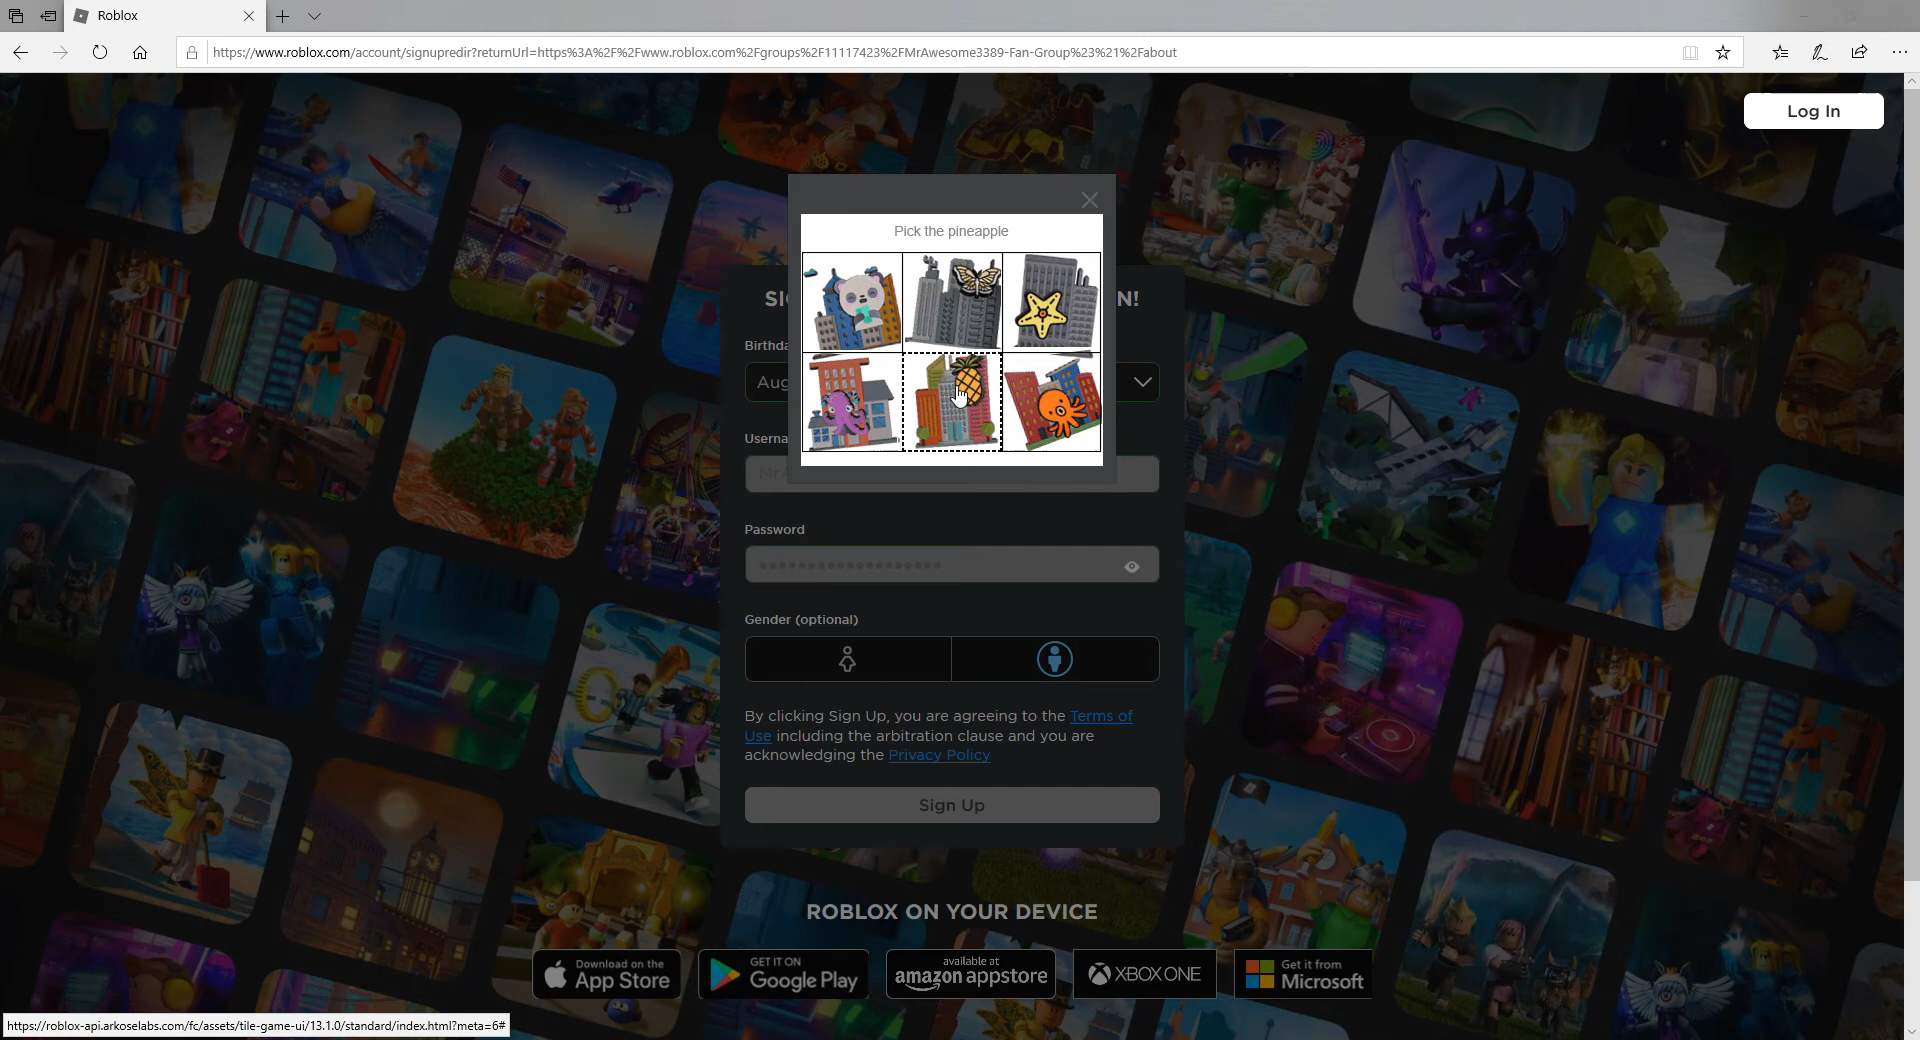 Roblox
https://www.roblox.com/account/signupredir?returnUrl=https%3A%2F%2Fwww.roblox.com%2Fgroups%2F11117423%2FMrAwesome3389-Fan-Group%23%21%2Fabout
Log In
Pick the pineapple
N!
Birthda
Aug
Userna
Password
Gender (optional)
By clicking Sign Up, you are agreeing to the Terms of
Use including the arbitration clause and you are
acknowledging the Privacy Policy
Sign Up
ROBLOX ON YOUR DEVICE
Download on the
App Store
GET IT ON
Google Play
available at
amazon appstore
XBOX ONE
Get it from
Microsoft
https://roblox-api.arkoselabs.com/fc/assets/tile-game-ui/13.1.0/standard/index.html?meta=6#